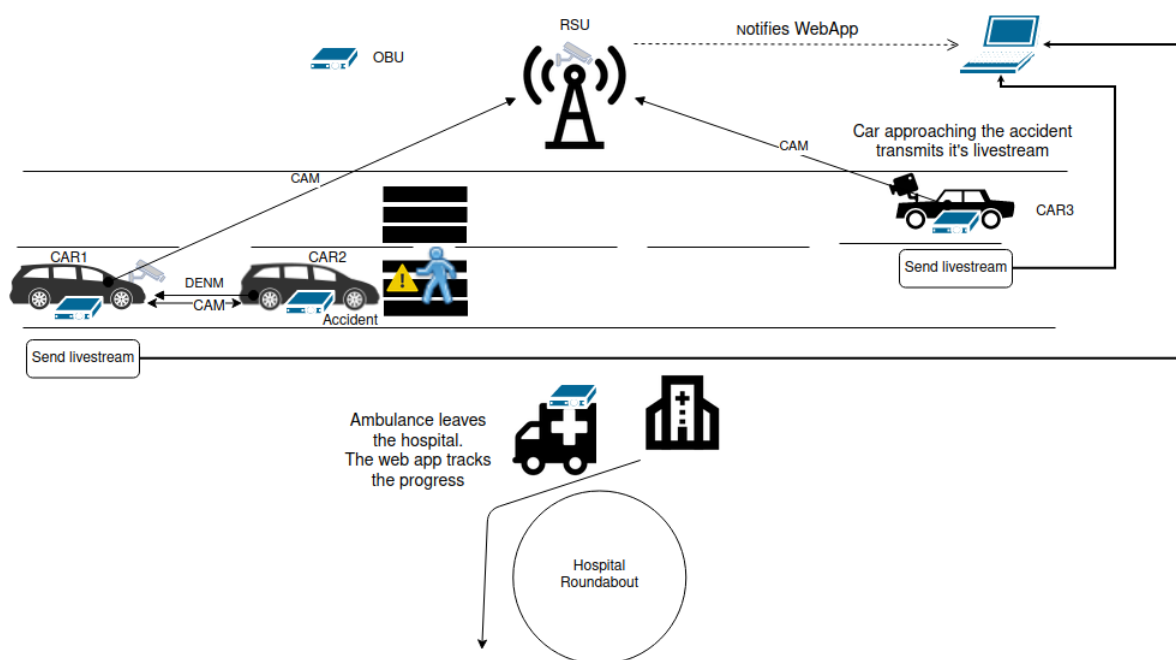 RSU
Notifies WebApp
OBU
Car approaching the accident
transmits it's livestream
CAM
CAM
CAR3
CAR1
CAR2
Send livestream
DENM
CAM
Accident
Send livestream
Ambulance leaves
the hospital.
The web app tracks
the progress
Hospital
Roundabout